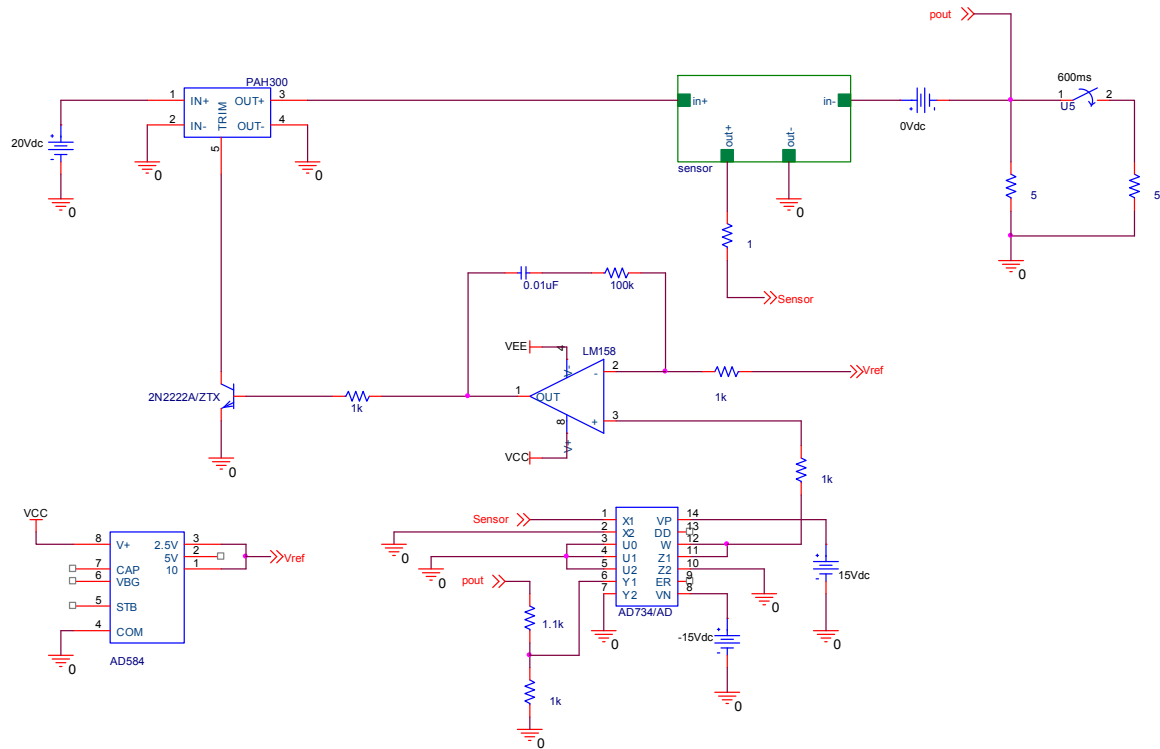 pout
PAH300
600ms
1 IN+ OUT+ 3
in+ in-
1 2
U5
2 IN- OUT- 4
TRIM
5
20Vdc
0Vdc
out+ out-
sensor
0 0 0 0
5 5
1
0
0.01uF 100k
Sensor
VEE 4 LM158
V-
2 - Vref
1k
2N2222A/ZTX
1k
1 OUT
3 +
8
V+
VCC
0
1k
VCC
Sensor
1 X1 VP 14
2 X2 DD 13
3 U0 W 12
4 U1 Z1 11
5 U2 Z2 10
6 Y1 ER 9
7 Y2 VN 8
AD734/AD
0 0 0 0
15Vdc
0
8 V+ 2.5V 3
5V 2
7 CAP 10 1
6 VBG
5 STB
4 COM
AD584
Vref
0
pout
1.1k
1k
0
-15Vdc
0